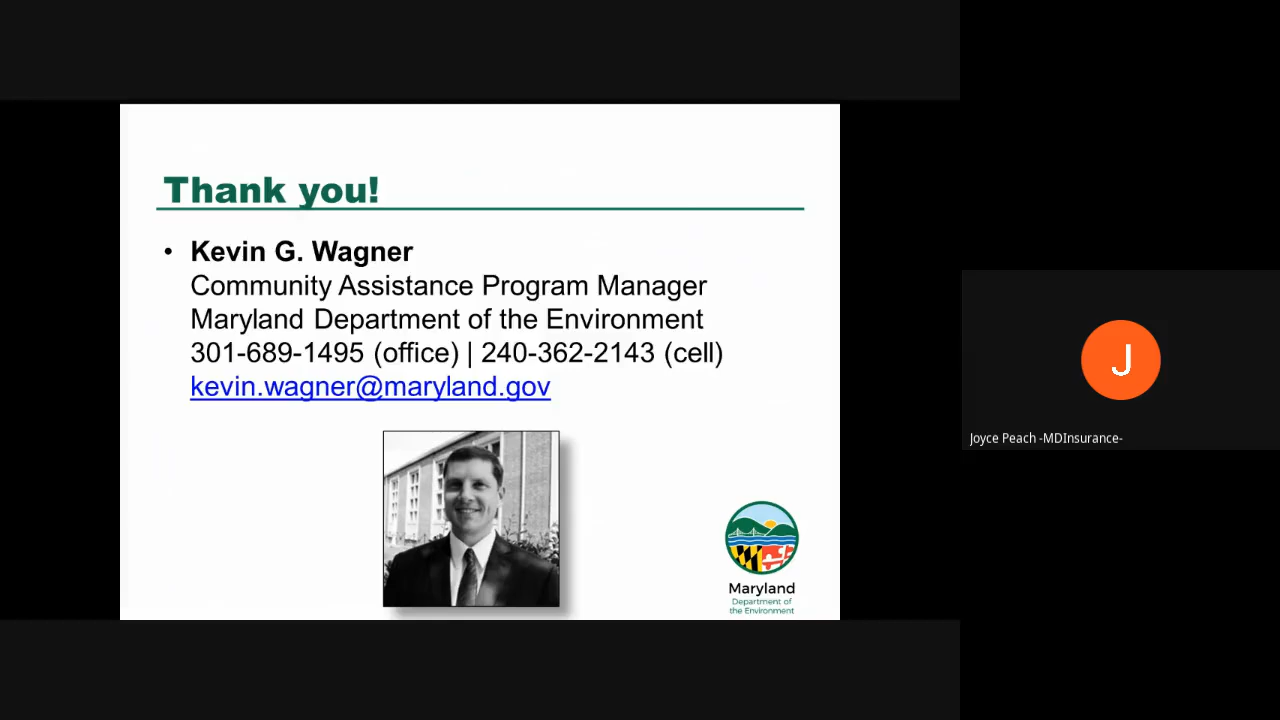 Thank you!
• Kevin G. Wagner
Community Assistance Program Manager
Maryland Department of the Environment
301-689-1495 (office) | 240-362-2143 (cell)
kevin.wagner@maryland.gov
Maryland
Department of
the Environment
J
Joyce Peach -MDInsurance-